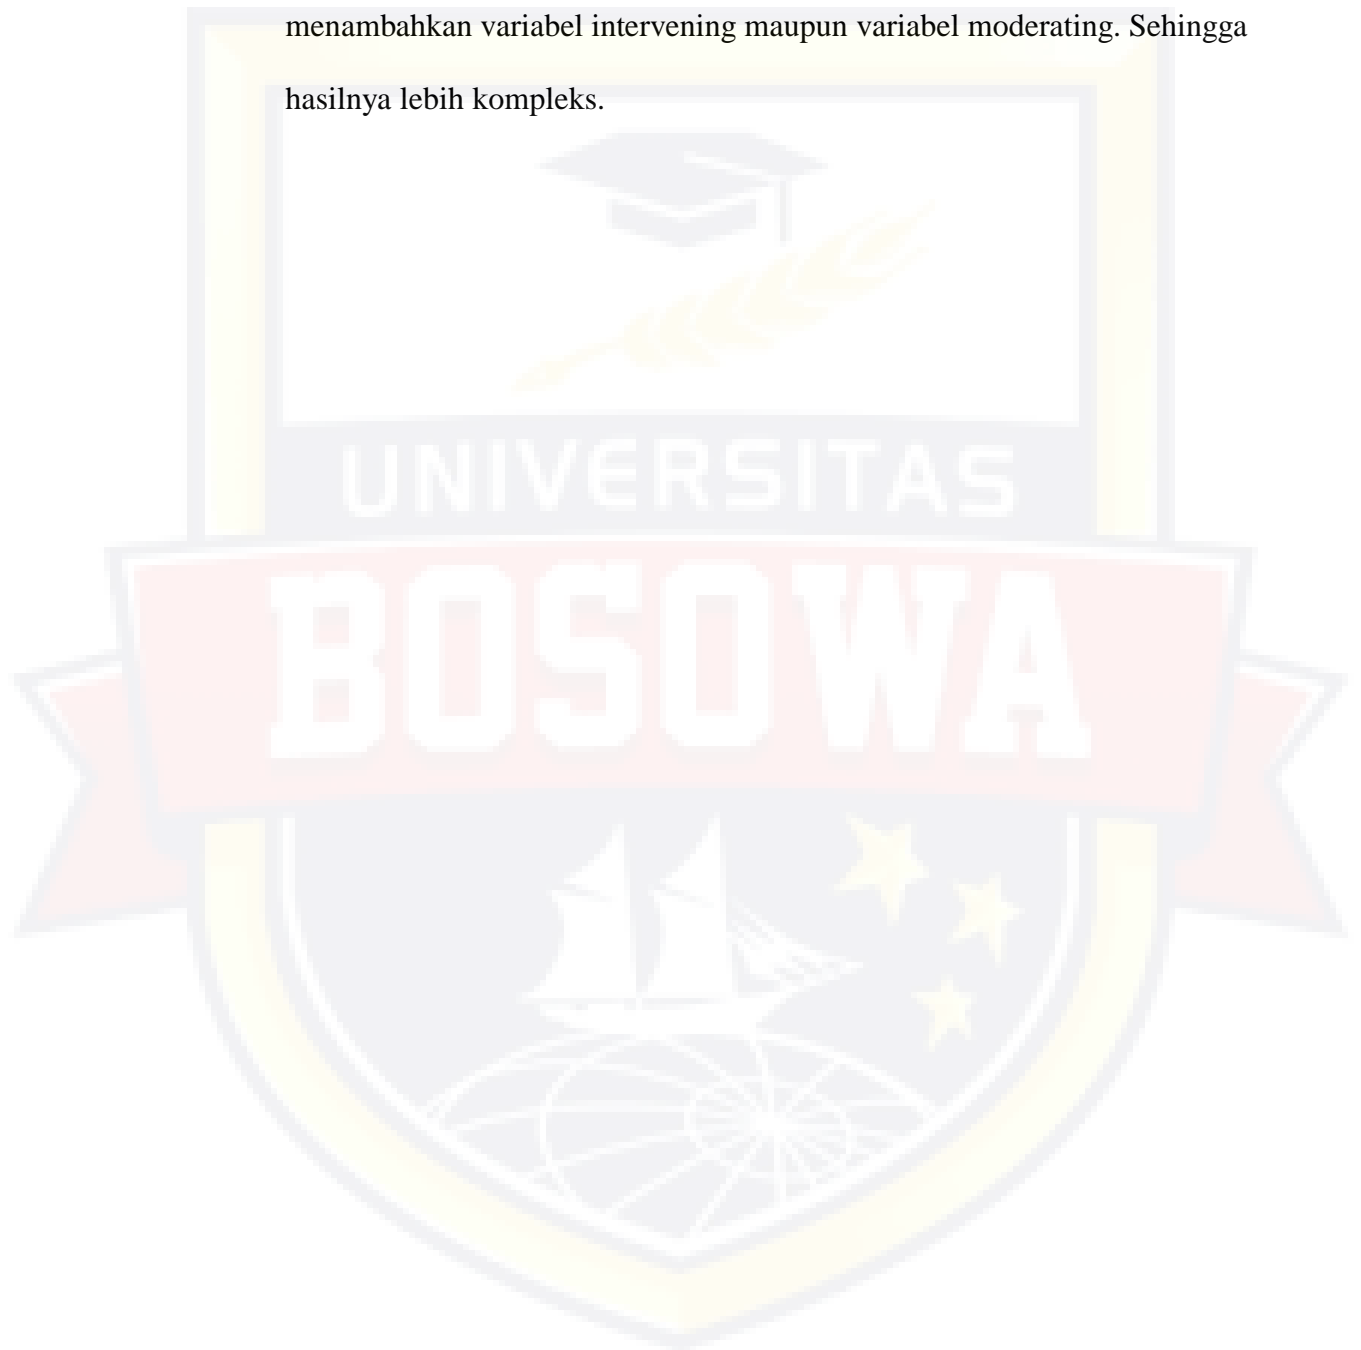 menambahkan variabel intervening maupun variabel moderating. Sehingga
hasilnya lebih kompleks.
UNIVERSITAS
BOSOWA